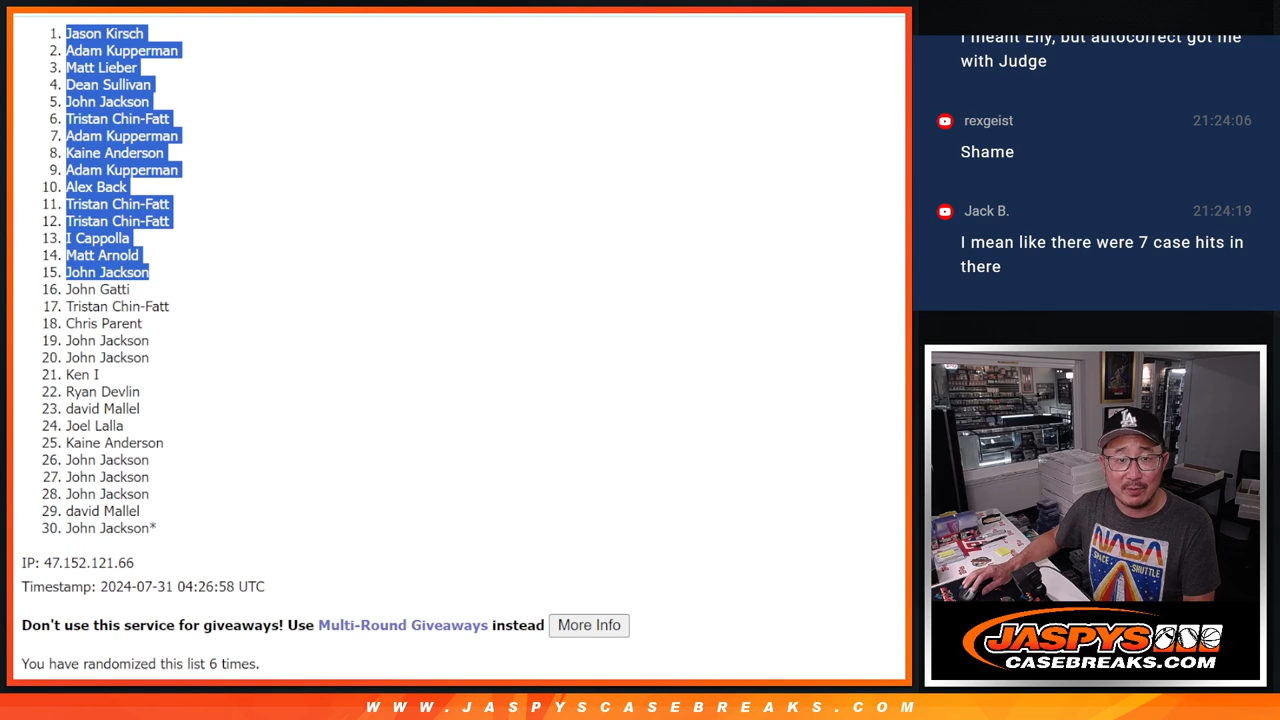 1. Jason Kirsch
2. Adam Kupperman
3. Matt Lieber
4. Dean Sullivan
5. John Jackson
6. Tristan Chin-Fatt
7. Adam Kupperman
8. Kaine Anderson
9. Adam Kupperman
10. Alex Back
11. Tristan Chin-Fatt
12. Tristan Chin-Fatt
13. I Cappolla
14. Matt Arnold
15. John Jackson
16. John Gatti
17. Tristan Chin-Fatt
18. Chris Parent
19. John Jackson
20. John Jackson
21. Ken I
22. Ryan Devlin
23. david Mallel
24. Joel Lalla
25. Kaine Anderson
26. John Jackson
27. John Jackson
28. John Jackson
29. david Mallel
30. John Jackson*
IP: 47.152.121.66
Timestamp: 2024-07-31 04:26:58 UTC
Don't use this service for giveaways! Use Multi-Round Giveaways instead More Info
You have randomized this list 6 times.
I meant Elly, but autocorrect got me
with Judge
rexgeist 21:24:06
Shame
Jack B. 21:24:19
I mean like there were 7 case hits in
there
LA
NASA
SPACE SHUTTLE
JASPYS
CASEBREAKS.COM
WWW.JASPYSCASEBREAKS.COM